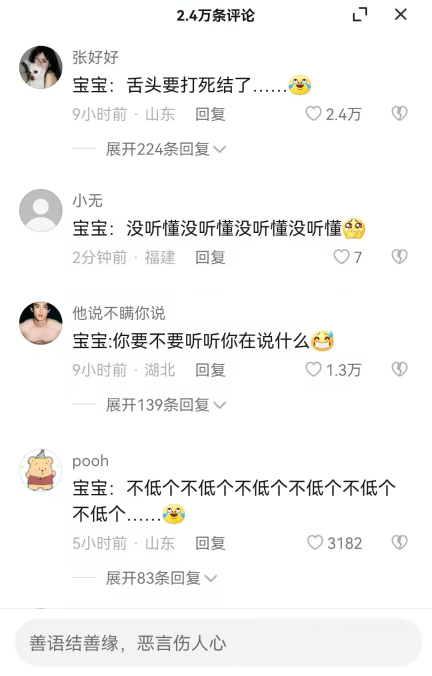 2.4万条评论
张好好
宝宝：舌头要打死结了……😂
9小时前 · 山东 回复 2.4万
展开224条回复
小无
宝宝：没听懂没听懂没听懂没听懂🤔
2分钟前 · 福建 回复 7
他说不瞒你说
宝宝:你要不要听听你在说什么😅
9小时前 · 湖北 回复 1.3万
展开139条回复
pooh
宝宝：不低个不低个不低个不低个不低个
不低个……😂
5小时前 · 山东 回复 3182
展开83条回复
善语结善缘，恶言伤人心